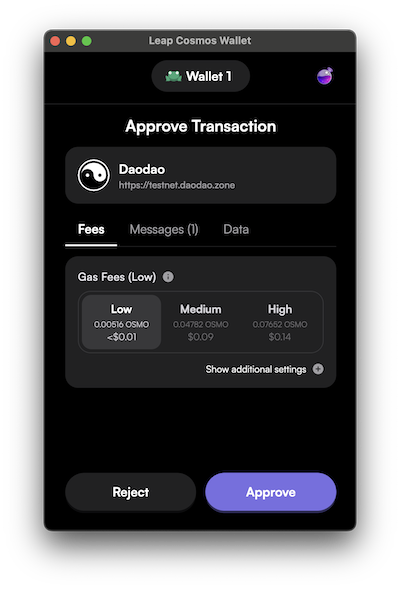 Leap Cosmos Wallet
Wallet 1
Approve Transaction
Daodao
https://testnet.daodao.zone
Fees Messages (1) Data
Gas Fees (Low)
Low Medium High
0.00516 OSMO 0.04782 OSMO 0.07652 OSMO
<$0.01 $0.09 $0.14
Show additional settings
Reject Approve